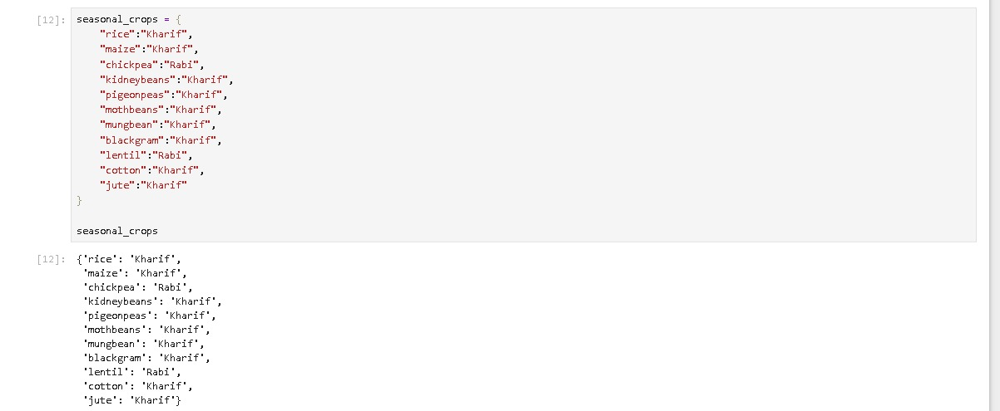 [12]: seasonal_crops = {
"rice":"Kharif",
"maize":"Kharif",
"chickpea":"Rabi",
"kidneybeans":"Kharif",
"pigeonpeas":"Kharif",
"mothbeans":"Kharif",
"mungbean":"Kharif",
"blackgram":"Kharif",
"lentil":"Rabi",
"cotton":"Kharif",
"jute":"Kharif"
}
seasonal_crops
[12]: {'rice': 'Kharif',
'maize': 'Kharif',
'chickpea': 'Rabi',
'kidneybeans': 'Kharif',
'pigeonpeas': 'Kharif',
'mothbeans': 'Kharif',
'mungbean': 'Kharif',
'blackgram': 'Kharif',
'lentil': 'Rabi',
'cotton': 'Kharif',
'jute': 'Kharif'}